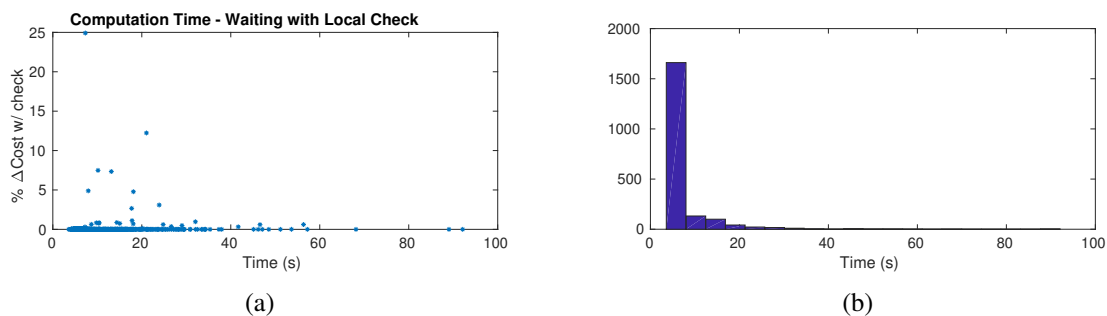 Computation Time - Waiting with Local Check
% ΔCost w/ check
25
20
15
10
5
0
0 20 40 60 80 100
Time (s)
(a)
2000
1500
1000
500
0
0 20 40 60 80 100
Time (s)
(b)